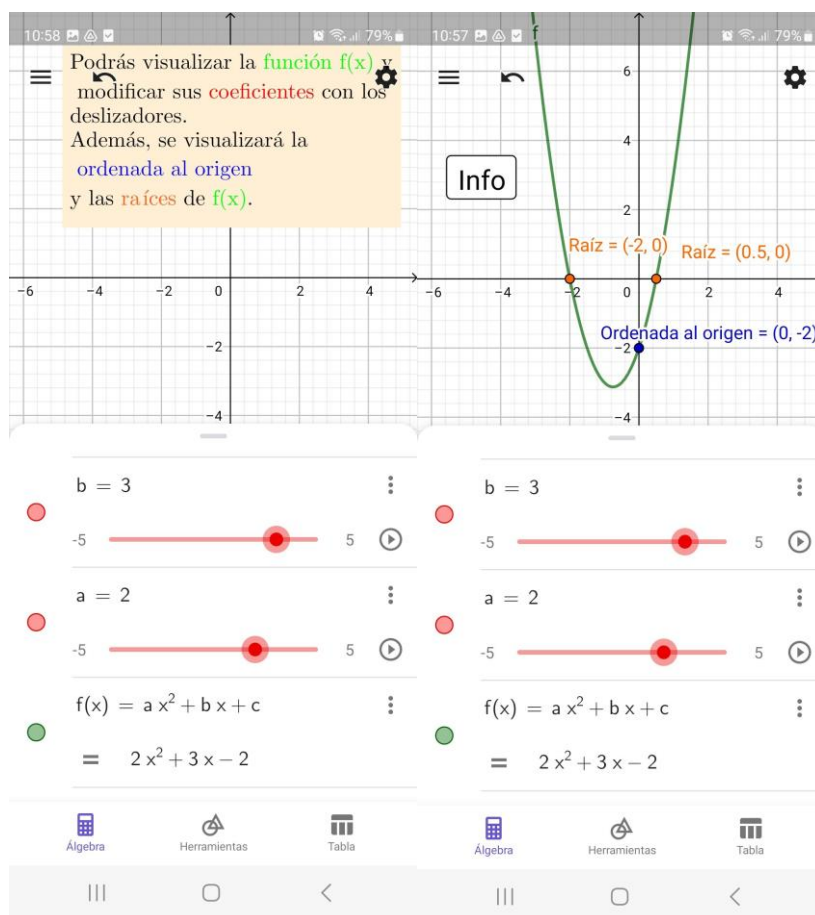 10:58
79%
Podrás visualizar la función f(x) y
modificar sus coeficientes con los
deslizadores.
Además, se visualizará la
ordenada al origen
y las raíces de f(x).
-6
-4
-2
0
2
4
-2
-4
b = 3
-5
5
a = 2
-5
5
f(x) = a x² + b x + c
= 2 x² + 3 x − 2
Álgebra
Herramientas
Tabla
10:57
79%
f
6
4
Info
2
Raíz = (-2, 0)
Raíz = (0.5, 0)
-6
-4
-2
0
2
4
Ordenada al origen = (0, -2)
-2
-4
b = 3
-5
5
a = 2
-5
5
f(x) = a x² + b x + c
= 2 x² + 3 x − 2
Álgebra
Herramientas
Tabla